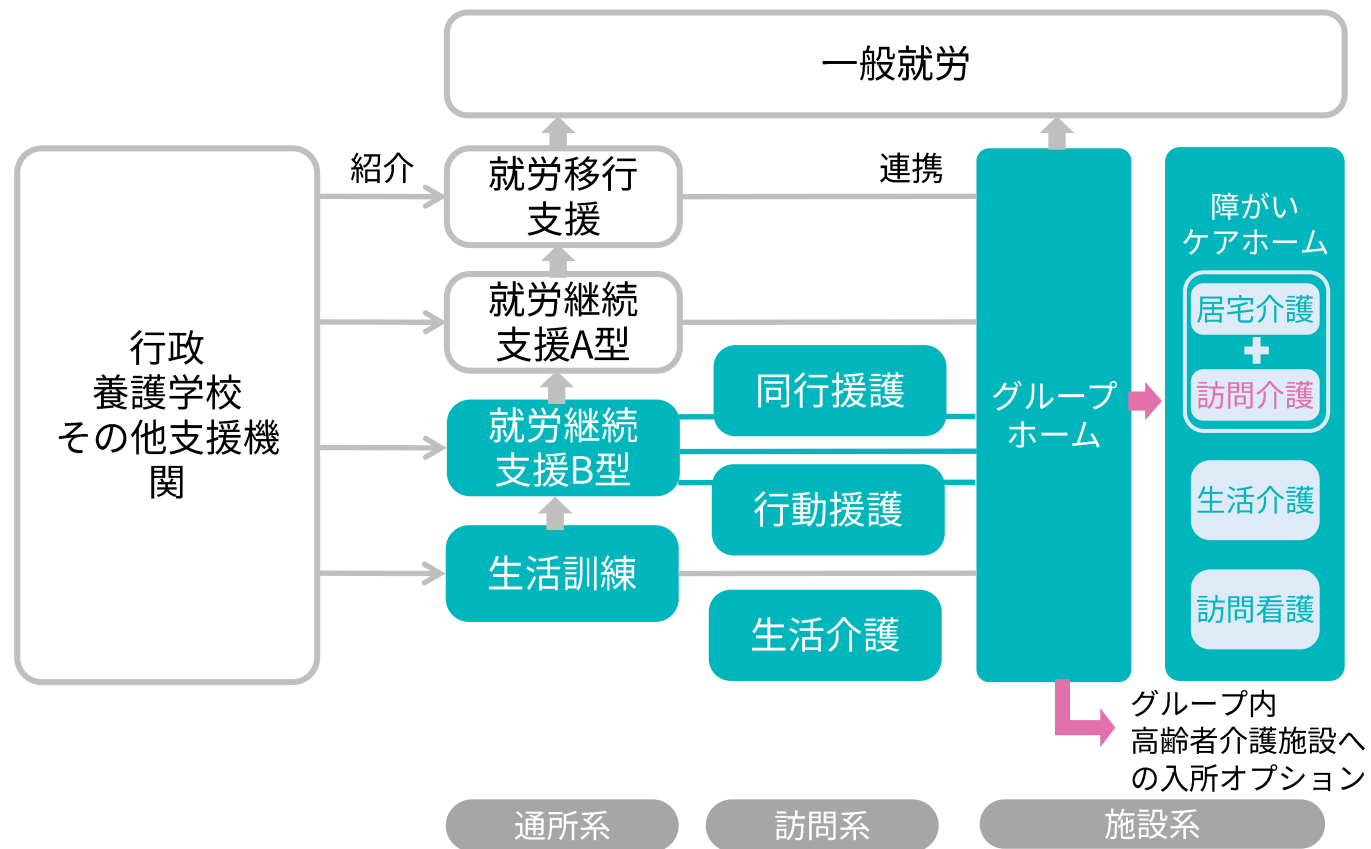 一般就労
行政
養護学校
その他支援機
関
紹介
就労移行
支援
就労継続
支援A型
就労継続
支援B型
生活訓練
同行援護
行動援護
生活介護
連携
グループ
ホーム
障がい
ケアホーム
居宅介護
訪問介護
生活介護
訪問看護
グループ内
高齢者介護施設へ
の入所オプション
通所系
訪問系
施設系